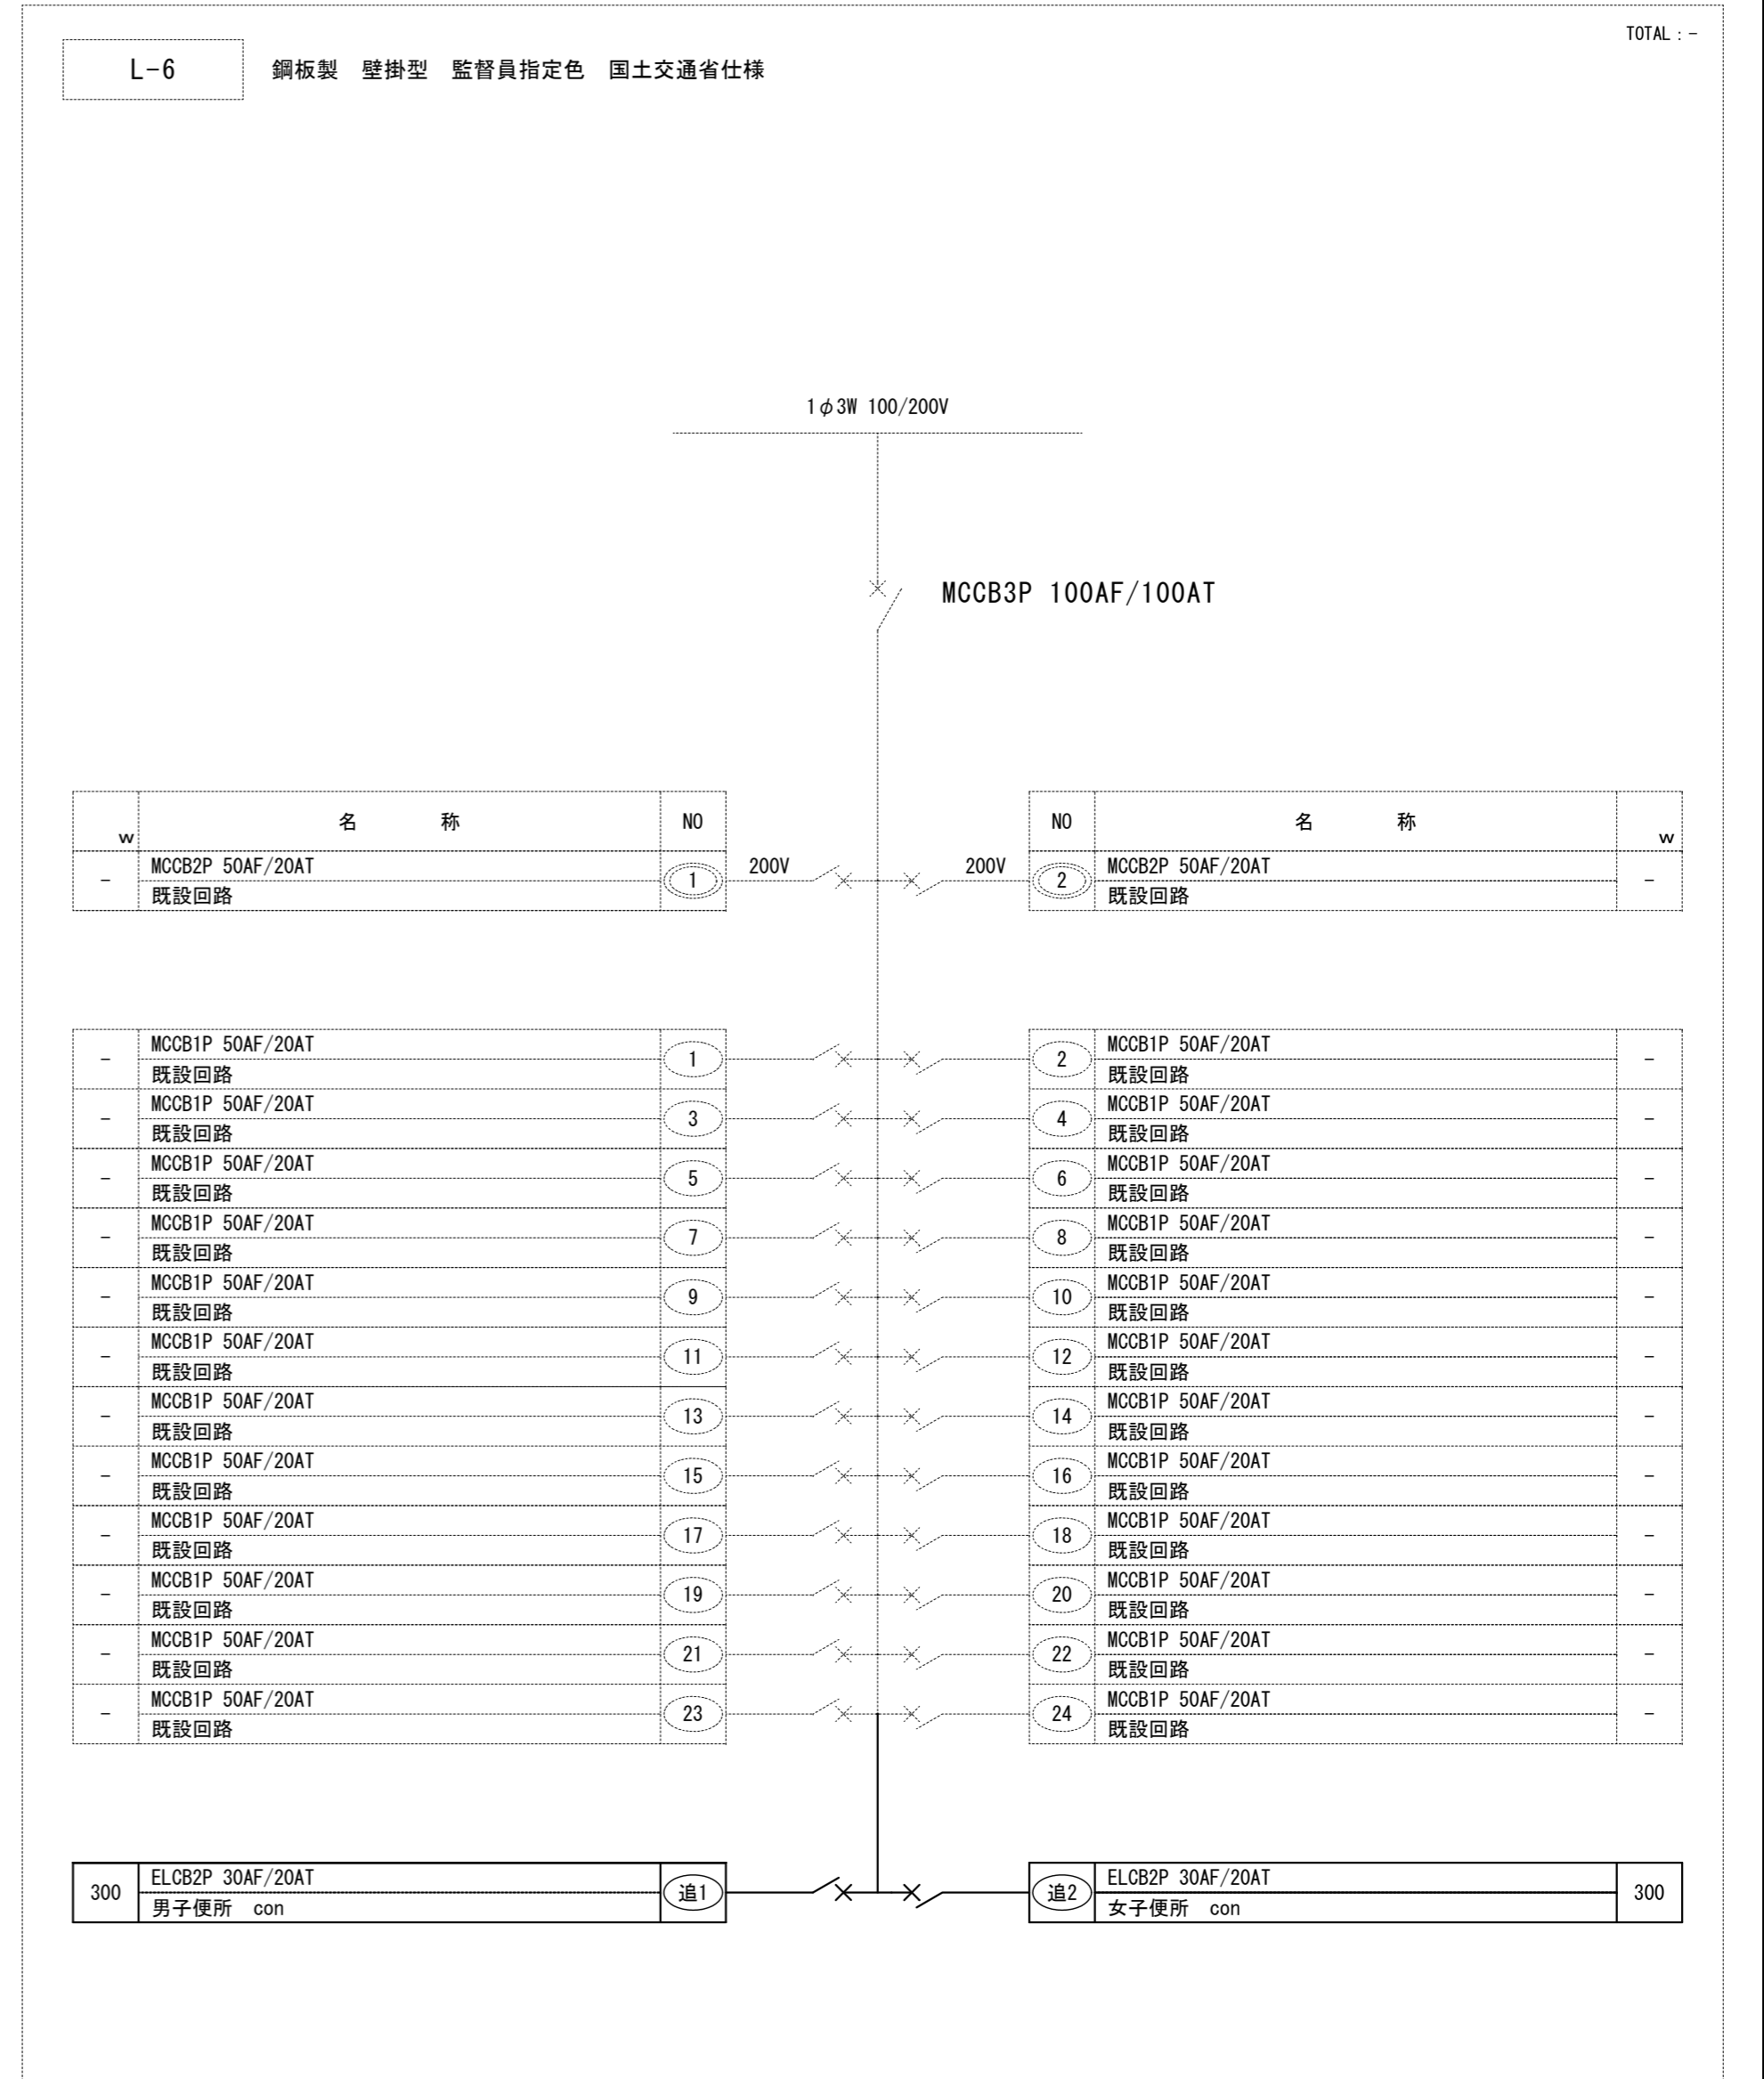 TOTAL：-
L-6　鋼板製　壁掛型　監督員指定色　国土交通省仕様
1φ3W 100/200V
MCCB3P 100AF/100AT
W　名　称　NO　NO　名　称　W
-　MCCB2P 50AF/20AT　1　200V　200V　2　MCCB2P 50AF/20AT　-
既設回路　既設回路
-　MCCB1P 50AF/20AT　1　2　MCCB1P 50AF/20AT　-
既設回路　既設回路
-　MCCB1P 50AF/20AT　3　4　MCCB1P 50AF/20AT　-
既設回路　既設回路
-　MCCB1P 50AF/20AT　5　6　MCCB1P 50AF/20AT　-
既設回路　既設回路
-　MCCB1P 50AF/20AT　7　8　MCCB1P 50AF/20AT　-
既設回路　既設回路
-　MCCB1P 50AF/20AT　9　10　MCCB1P 50AF/20AT　-
既設回路　既設回路
-　MCCB1P 50AF/20AT　11　12　MCCB1P 50AF/20AT　-
既設回路　既設回路
-　MCCB1P 50AF/20AT　13　14　MCCB1P 50AF/20AT　-
既設回路　既設回路
-　MCCB1P 50AF/20AT　15　16　MCCB1P 50AF/20AT　-
既設回路　既設回路
-　MCCB1P 50AF/20AT　17　18　MCCB1P 50AF/20AT　-
既設回路　既設回路
-　MCCB1P 50AF/20AT　19　20　MCCB1P 50AF/20AT　-
既設回路　既設回路
-　MCCB1P 50AF/20AT　21　22　MCCB1P 50AF/20AT　-
既設回路　既設回路
-　MCCB1P 50AF/20AT　23　24　MCCB1P 50AF/20AT　-
既設回路　既設回路
300　ELCB2P 30AF/20AT　追1　追2　ELCB2P 30AF/20AT　300
男子便所　con　女子便所　con